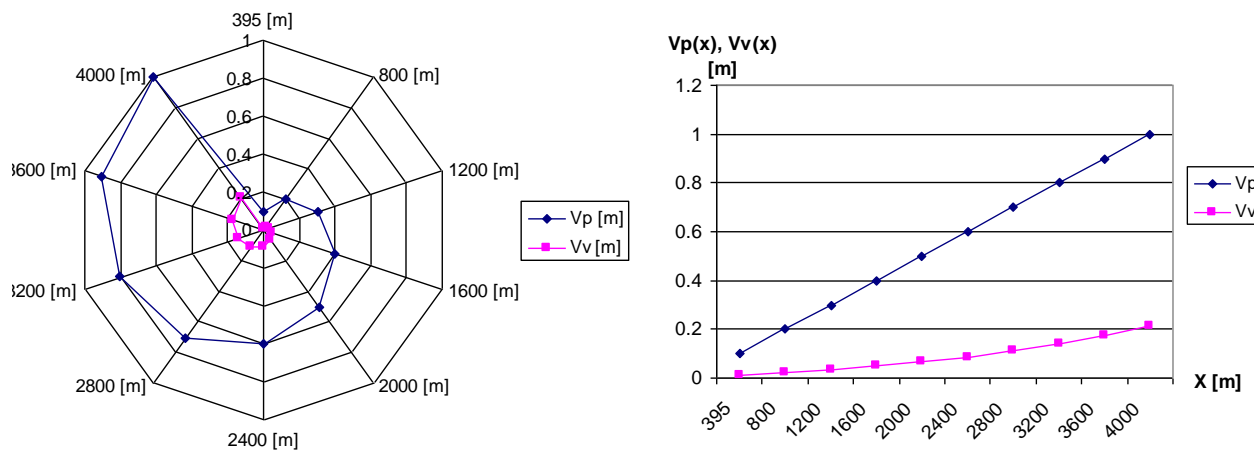 395 [m]
1
4000 [m]
800 [m]
0.8
0.6
3600 [m]
0.4
1200 [m]
0.2
0
Vp [m]
Vv [m]
3200 [m]
1600 [m]
2800 [m]
2000 [m]
2400 [m]
Vp(x), Vv(x)
[m]
1.2
1
0.8
0.6
0.4
0.2
0
X [m]
395
800
1200
1600
2000
2400
2800
3200
3600
4000
Vp
Vv